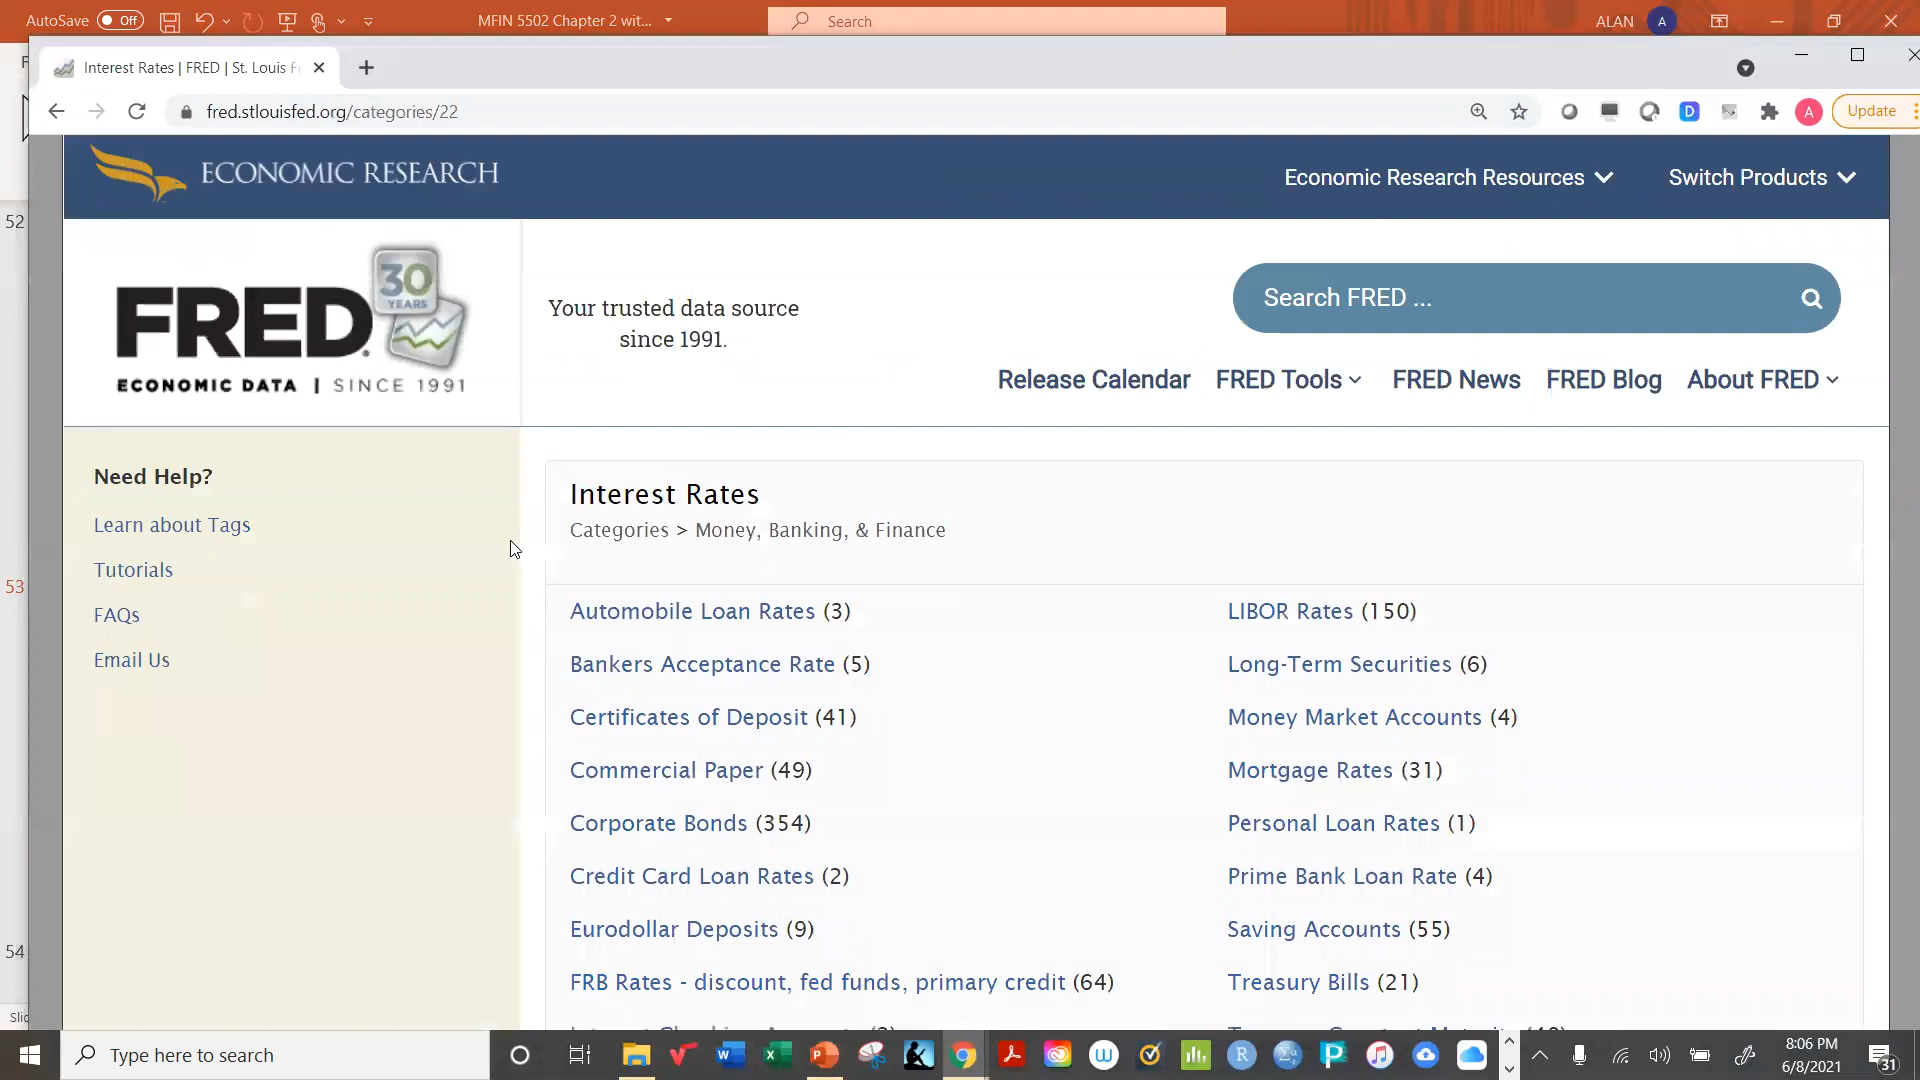 AutoSave Off
MFIN 5502 Chapter 2 wit...
Search
ALAN A
Interest Rates | FRED | St. Louis F
fred.stlouisfed.org/categories/22
D
A
Update
ECONOMIC RESEARCH
Economic Research Resources
Switch Products
FRED
30
YEARS
ECONOMIC DATA | SINCE 1991
Your trusted data source
since 1991.
Search FRED ...
Release Calendar
FRED Tools
FRED News
FRED Blog
About FRED
52
53
54
Need Help?
Learn about Tags
Tutorials
FAQs
Email Us
Interest Rates
Categories > Money, Banking, & Finance
Automobile Loan Rates (3)
Bankers Acceptance Rate (5)
Certificates of Deposit (41)
Commercial Paper (49)
Corporate Bonds (354)
Credit Card Loan Rates (2)
Eurodollar Deposits (9)
FRB Rates - discount, fed funds, primary credit (64)
LIBOR Rates (150)
Long-Term Securities (6)
Money Market Accounts (4)
Mortgage Rates (31)
Personal Loan Rates (1)
Prime Bank Loan Rate (4)
Saving Accounts (55)
Treasury Bills (21)
Type here to search
8:06 PM
6/8/2021
31